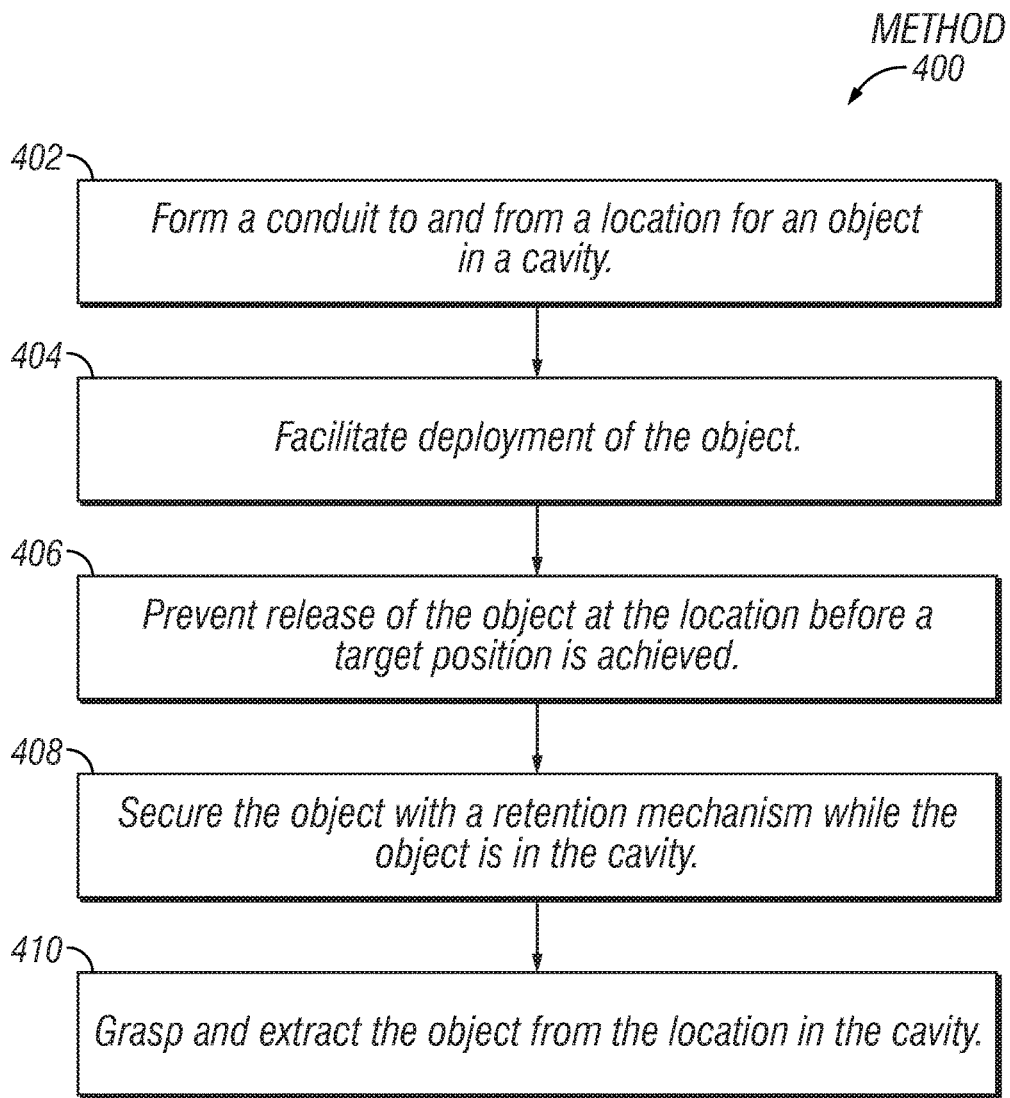 METHOD
400
402
Form a conduit to and from a location for an object
in a cavity.
404
Facilitate deployment of the object.
406
Prevent release of the object at the location before a
target position is achieved.
408
Secure the object with a retention mechanism while the
object is in the cavity.
410
Grasp and extract the object from the location in the cavity.